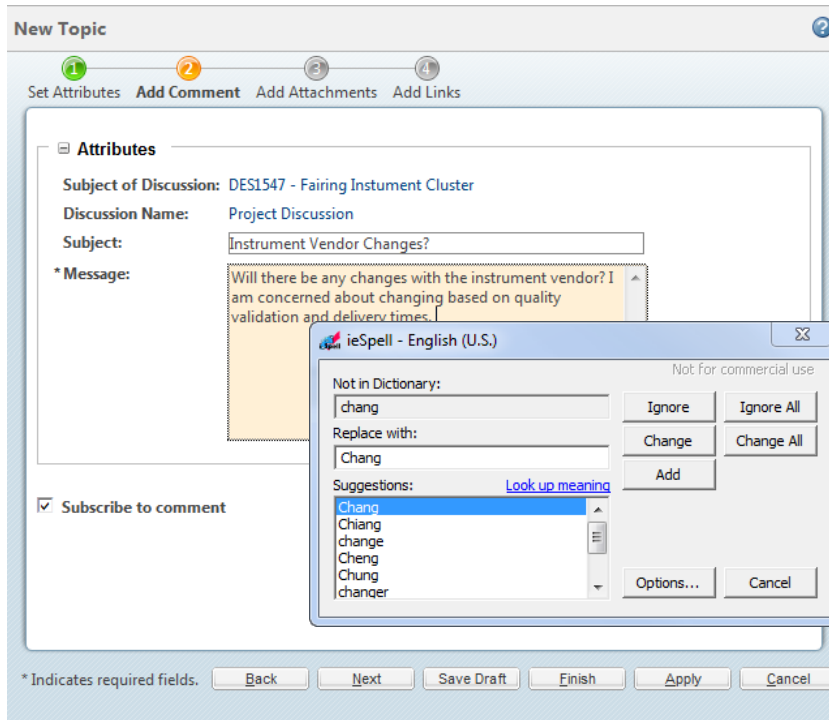 New Topic
?
1 2 3 4
Set Attributes Add Comment Add Attachments Add Links
Attributes
Subject of Discussion: DES1547 - Fairing Instument Cluster
Discussion Name: Project Discussion
Subject: Instrument Vendor Changes?
* Message: Will there be any changes with the instrument vendor? I
am concerned about changing based on quality
validation and delivery times.
ieSpell - English (U.S.)
Not for commercial use
Not in Dictionary:
chang Ignore Ignore All
Replace with: Change Change All
Chang
Add
Suggestions: Look up meaning
Chang
Chiang
change
Cheng
Chung
changer
Options... Cancel
Subscribe to comment
* Indicates required fields. Back Next Save Draft Finish Apply Cancel